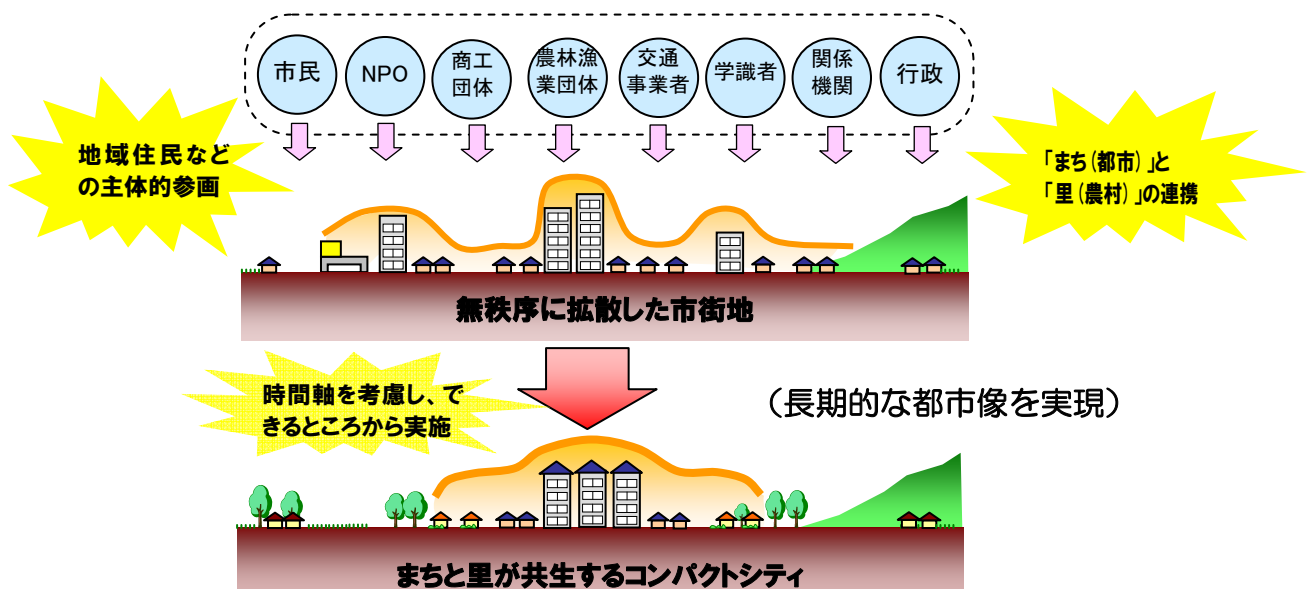 市民
NPO
商工
団体
農林漁
業団体
交通
事業者
学識者
関係
機関
行政
地域住民など
の主体的参画
「まち(都市)」と
「里(農村)」の連携
無秩序に拡散した市街地
時間軸を考慮し、で
きるところから実施
(長期的な都市像を実現)
まちと里が共生するコンパクトシティ